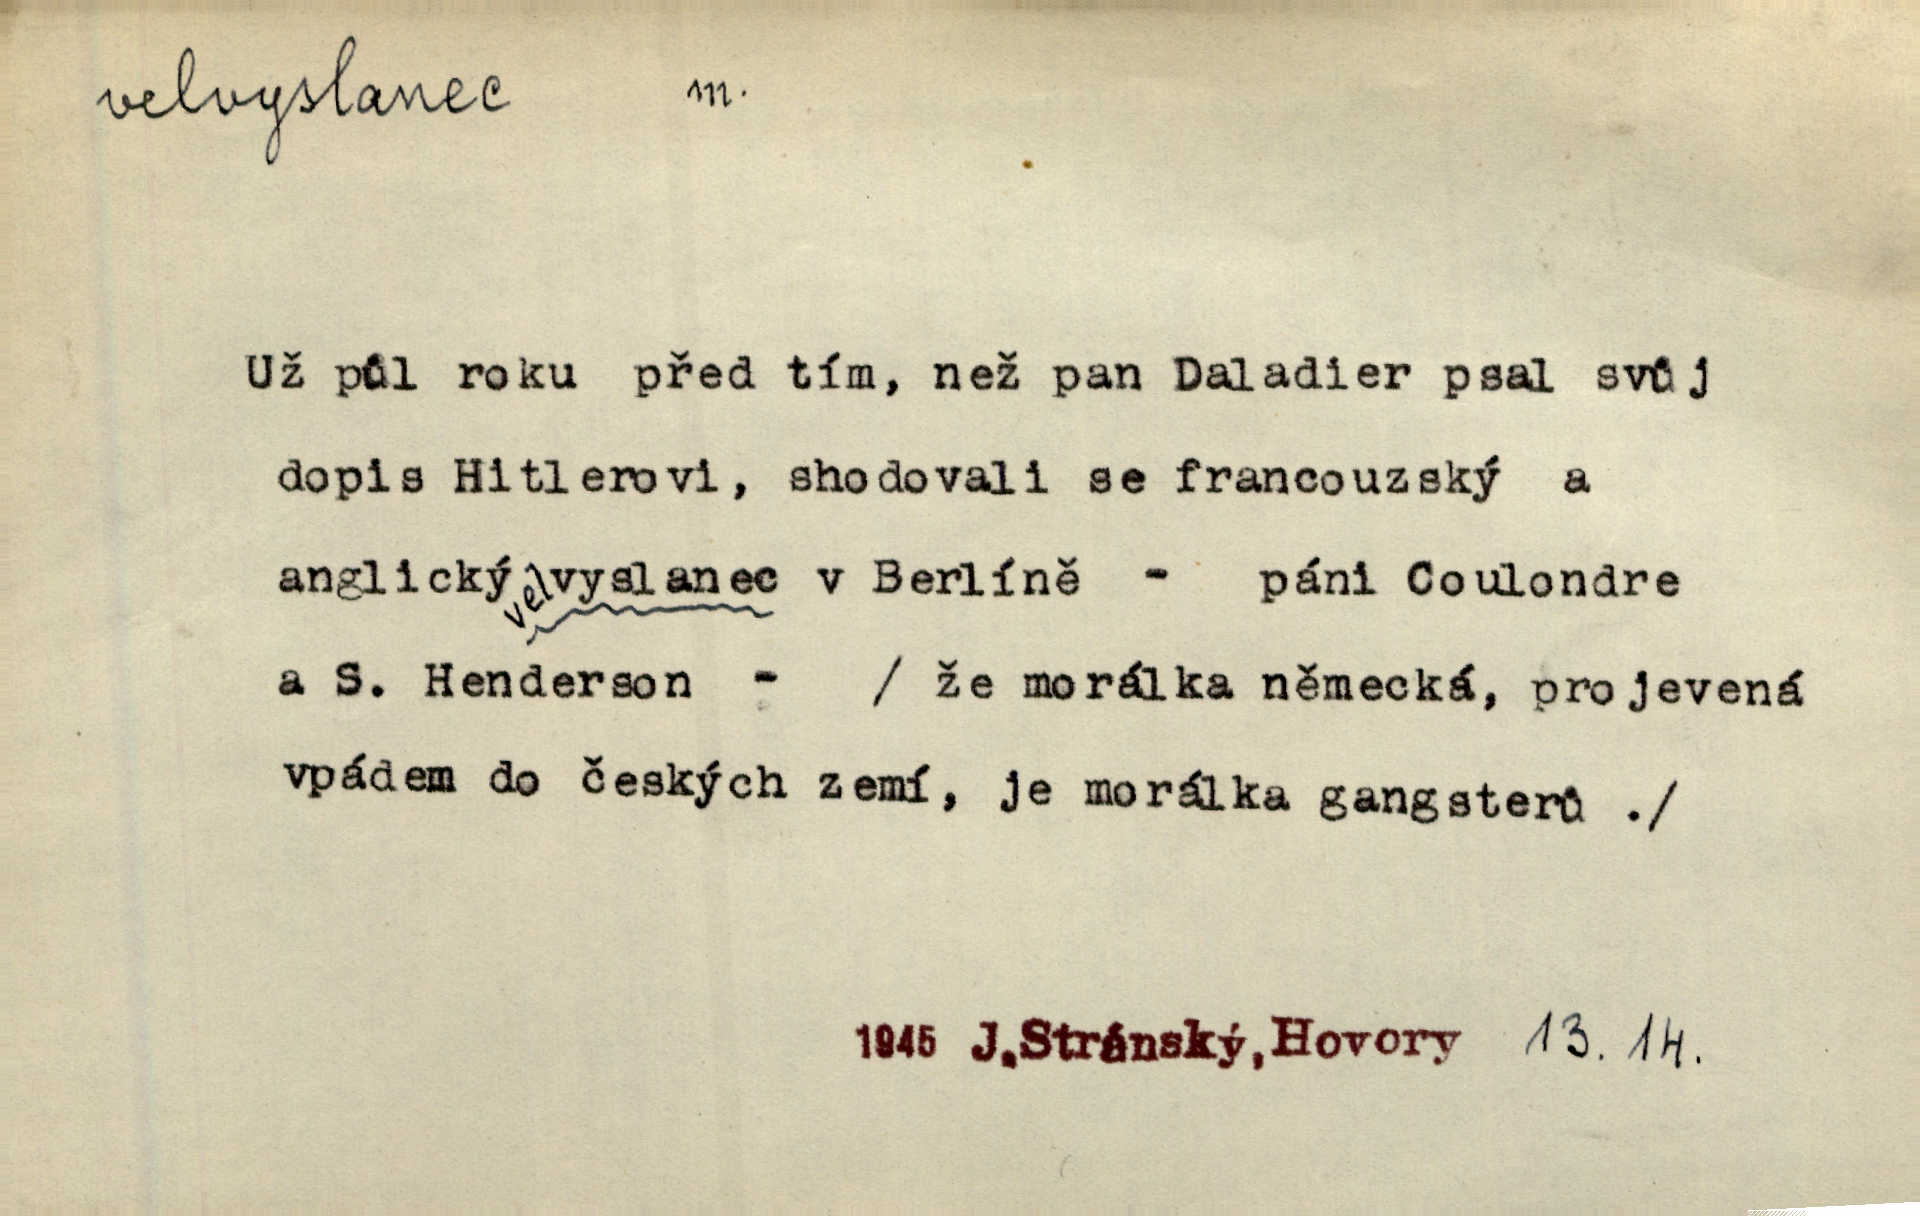 velvyslanec m.
Už půl roku před tím, než pan Daladier psal svůj
dopis Hitlerovi, shodovali se francouzský a
anglický velvyslanec v Berlíně - páni Coulondre
a S. Henderson - / že morálka německá, projevená
vpádem do českých zemí, je morálka gangsterů ./
1945 J.Stránský,Hovory 13. 14.